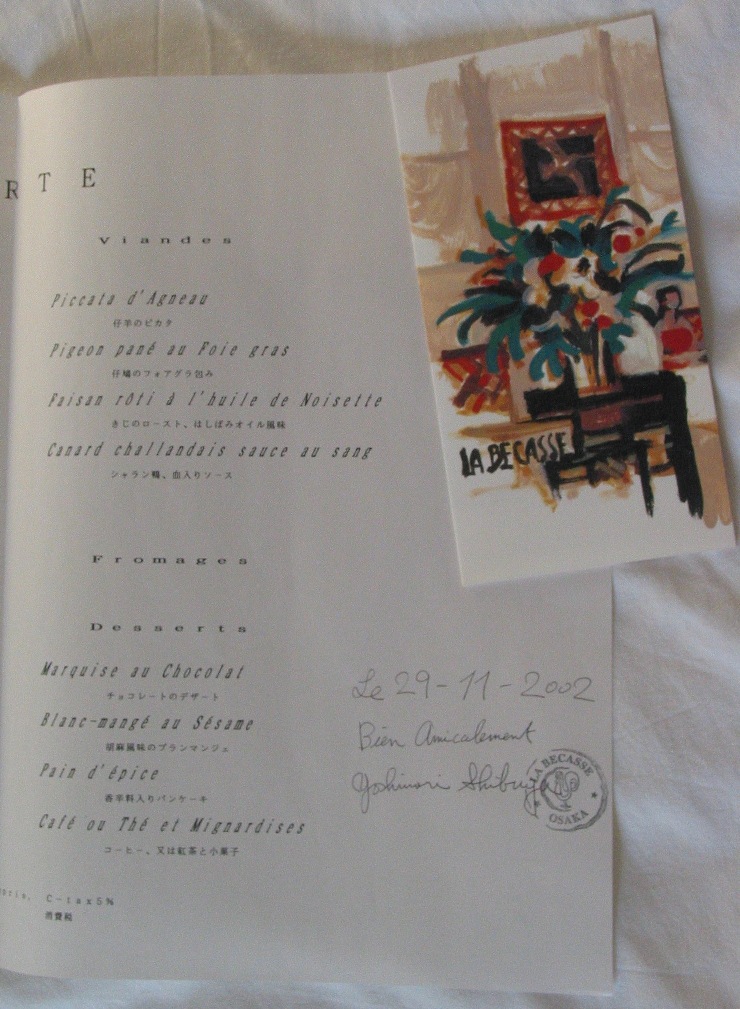 RTE
Viandes
Piccata d'Agneau
仔羊のピカタ
Pigeon pané au Foie gras
仔鳩のフォアグラ包み
Faisan rôti à l'huile de Noisette
きじのロースト、はしばみオイル風味
Canard challandais sauce au sang
シャラン鴨、血入りソース
Fromages
Desserts
Marquise au Chocolat
チョコレートのデザート
Blanc-mangé au Sésame
胡麻風味のブランマンジェ
Pain d'épice
香辛料入りパンケーキ
Café ou Thé et Mignardises
コーヒー、又は紅茶と小菓子
C-tax5%
消費税
LA BECASSE
Le 29-11-2002
Bien Amicalement
Yoshinori Shibuya
LA BECASSE
OSAKA